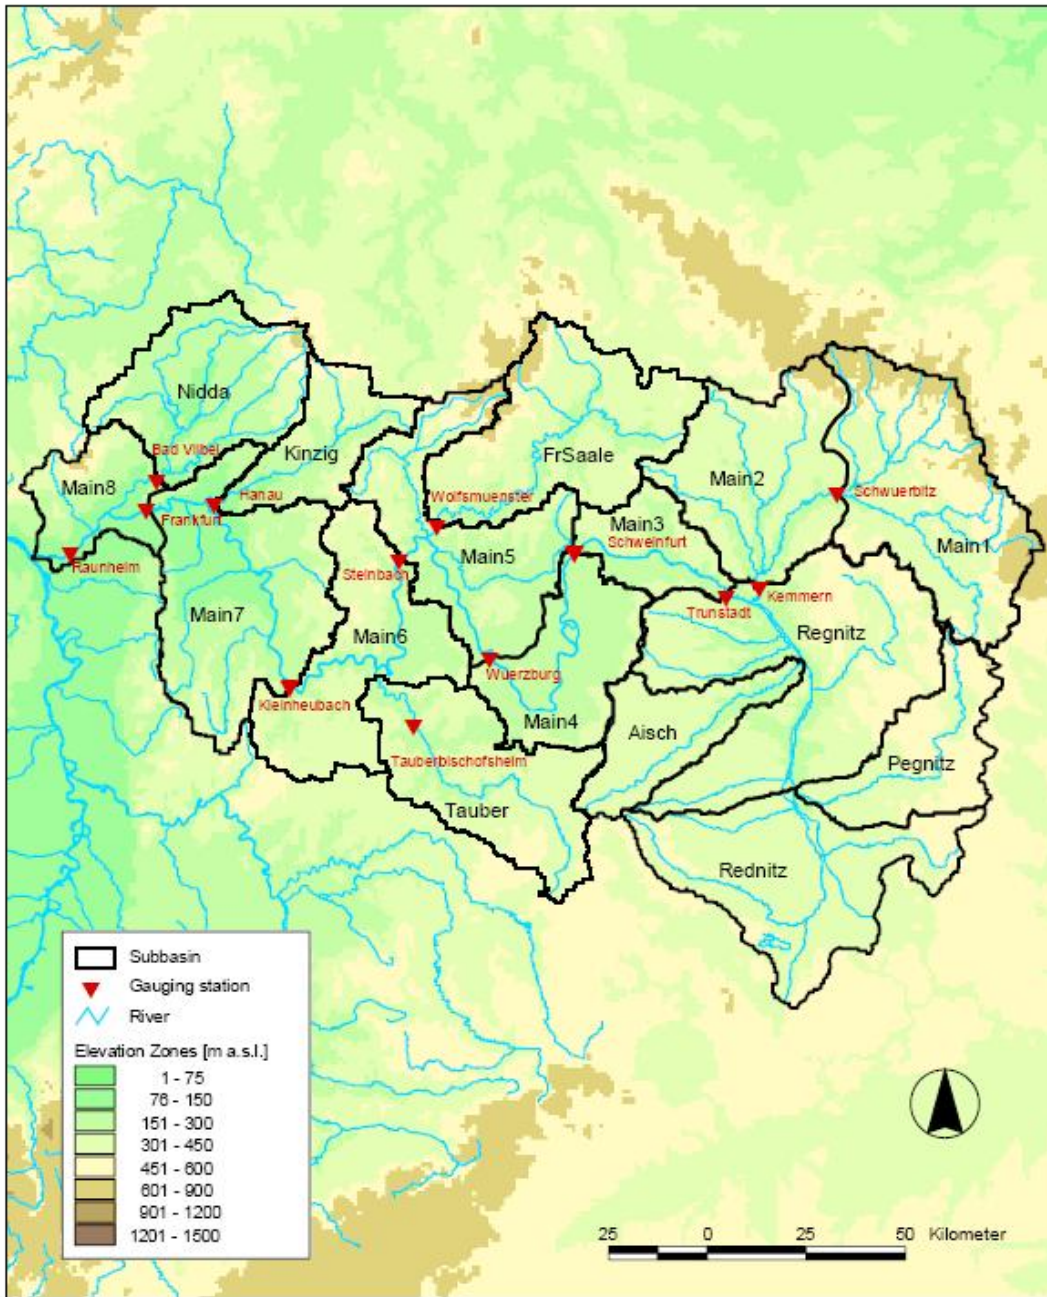 Nidda
Kinzig
Bad Vilbel
FrSaale
Main2
Main8
Hanau
Wolfsmuenster
Schwuerbitz
Frankfurt
Main3
Main1
Raunheim
Main5
Schweinfurt
Steinbach
Kemmern
Trunstadt
Main7
Main6
Regnitz
Wuerzburg
Kleinheubach
Main4
Aisch
Tauberbischofsheim
Pegnitz
Tauber
Rednitz
Subbasin
Gauging station
River
Elevation Zones [m a.s.l.]
1 - 75
76 - 150
151 - 300
301 - 450
451 - 600
601 - 900
901 - 1200
1201 - 1500
25 0 25 50 Kilometer